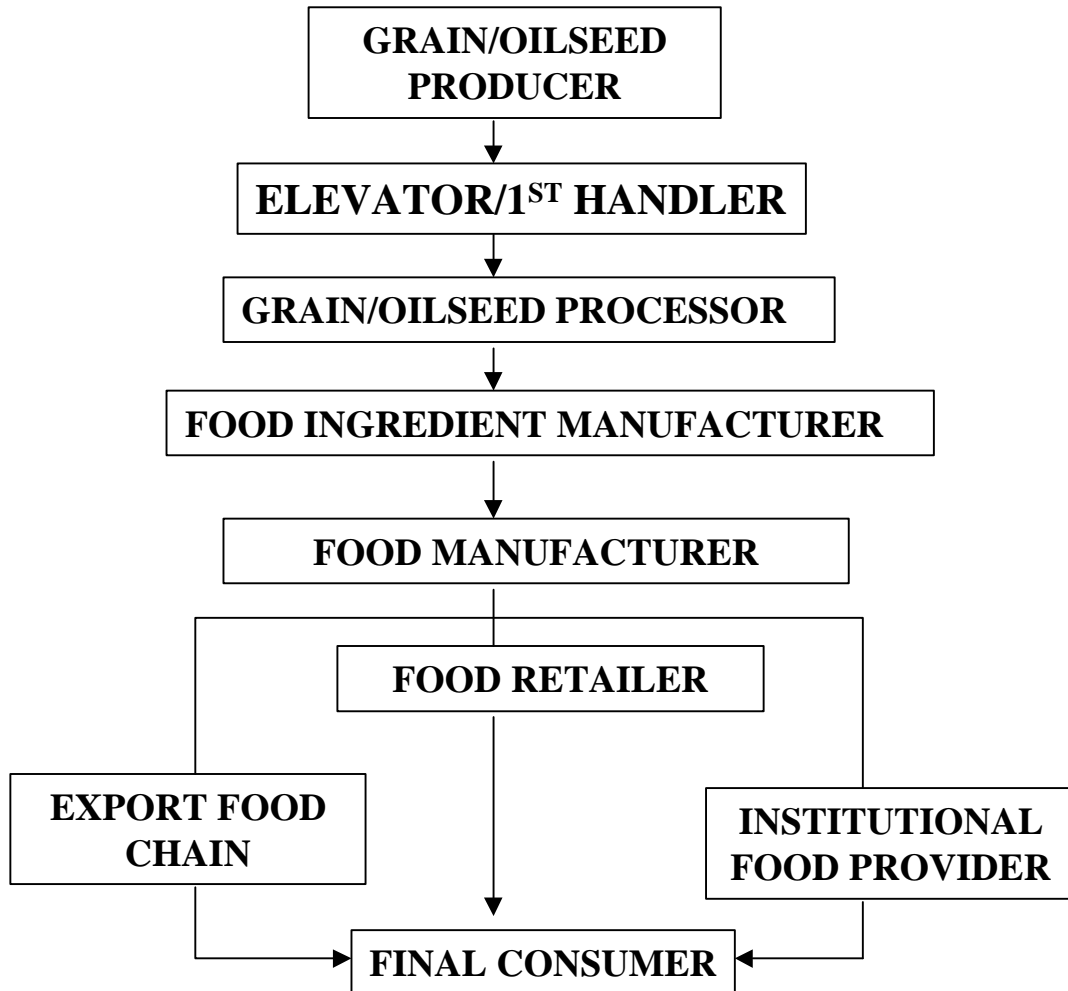 GRAIN/OILSEED
PRODUCER
ELEVATOR/1ST HANDLER
GRAIN/OILSEED PROCESSOR
FOOD INGREDIENT MANUFACTURER
FOOD MANUFACTURER
FOOD RETAILER
EXPORT FOOD
CHAIN
INSTITUTIONAL
FOOD PROVIDER
FINAL CONSUMER